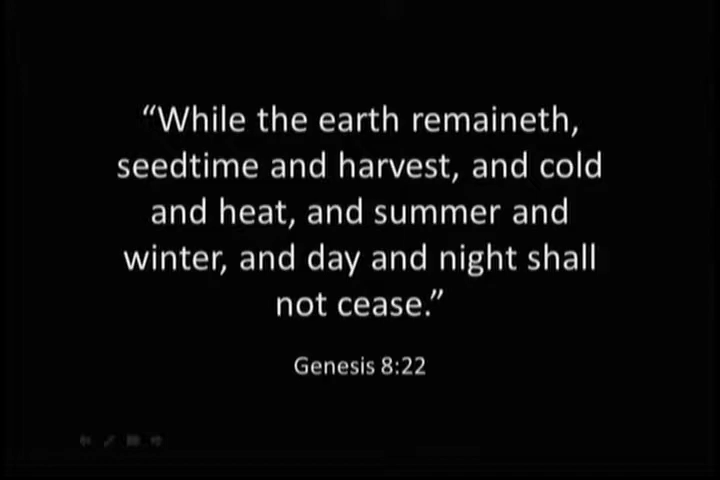 “While the earth remaineth,
seedtime and harvest, and cold
and heat, and summer and
winter, and day and night shall
not cease.”
Genesis 8:22